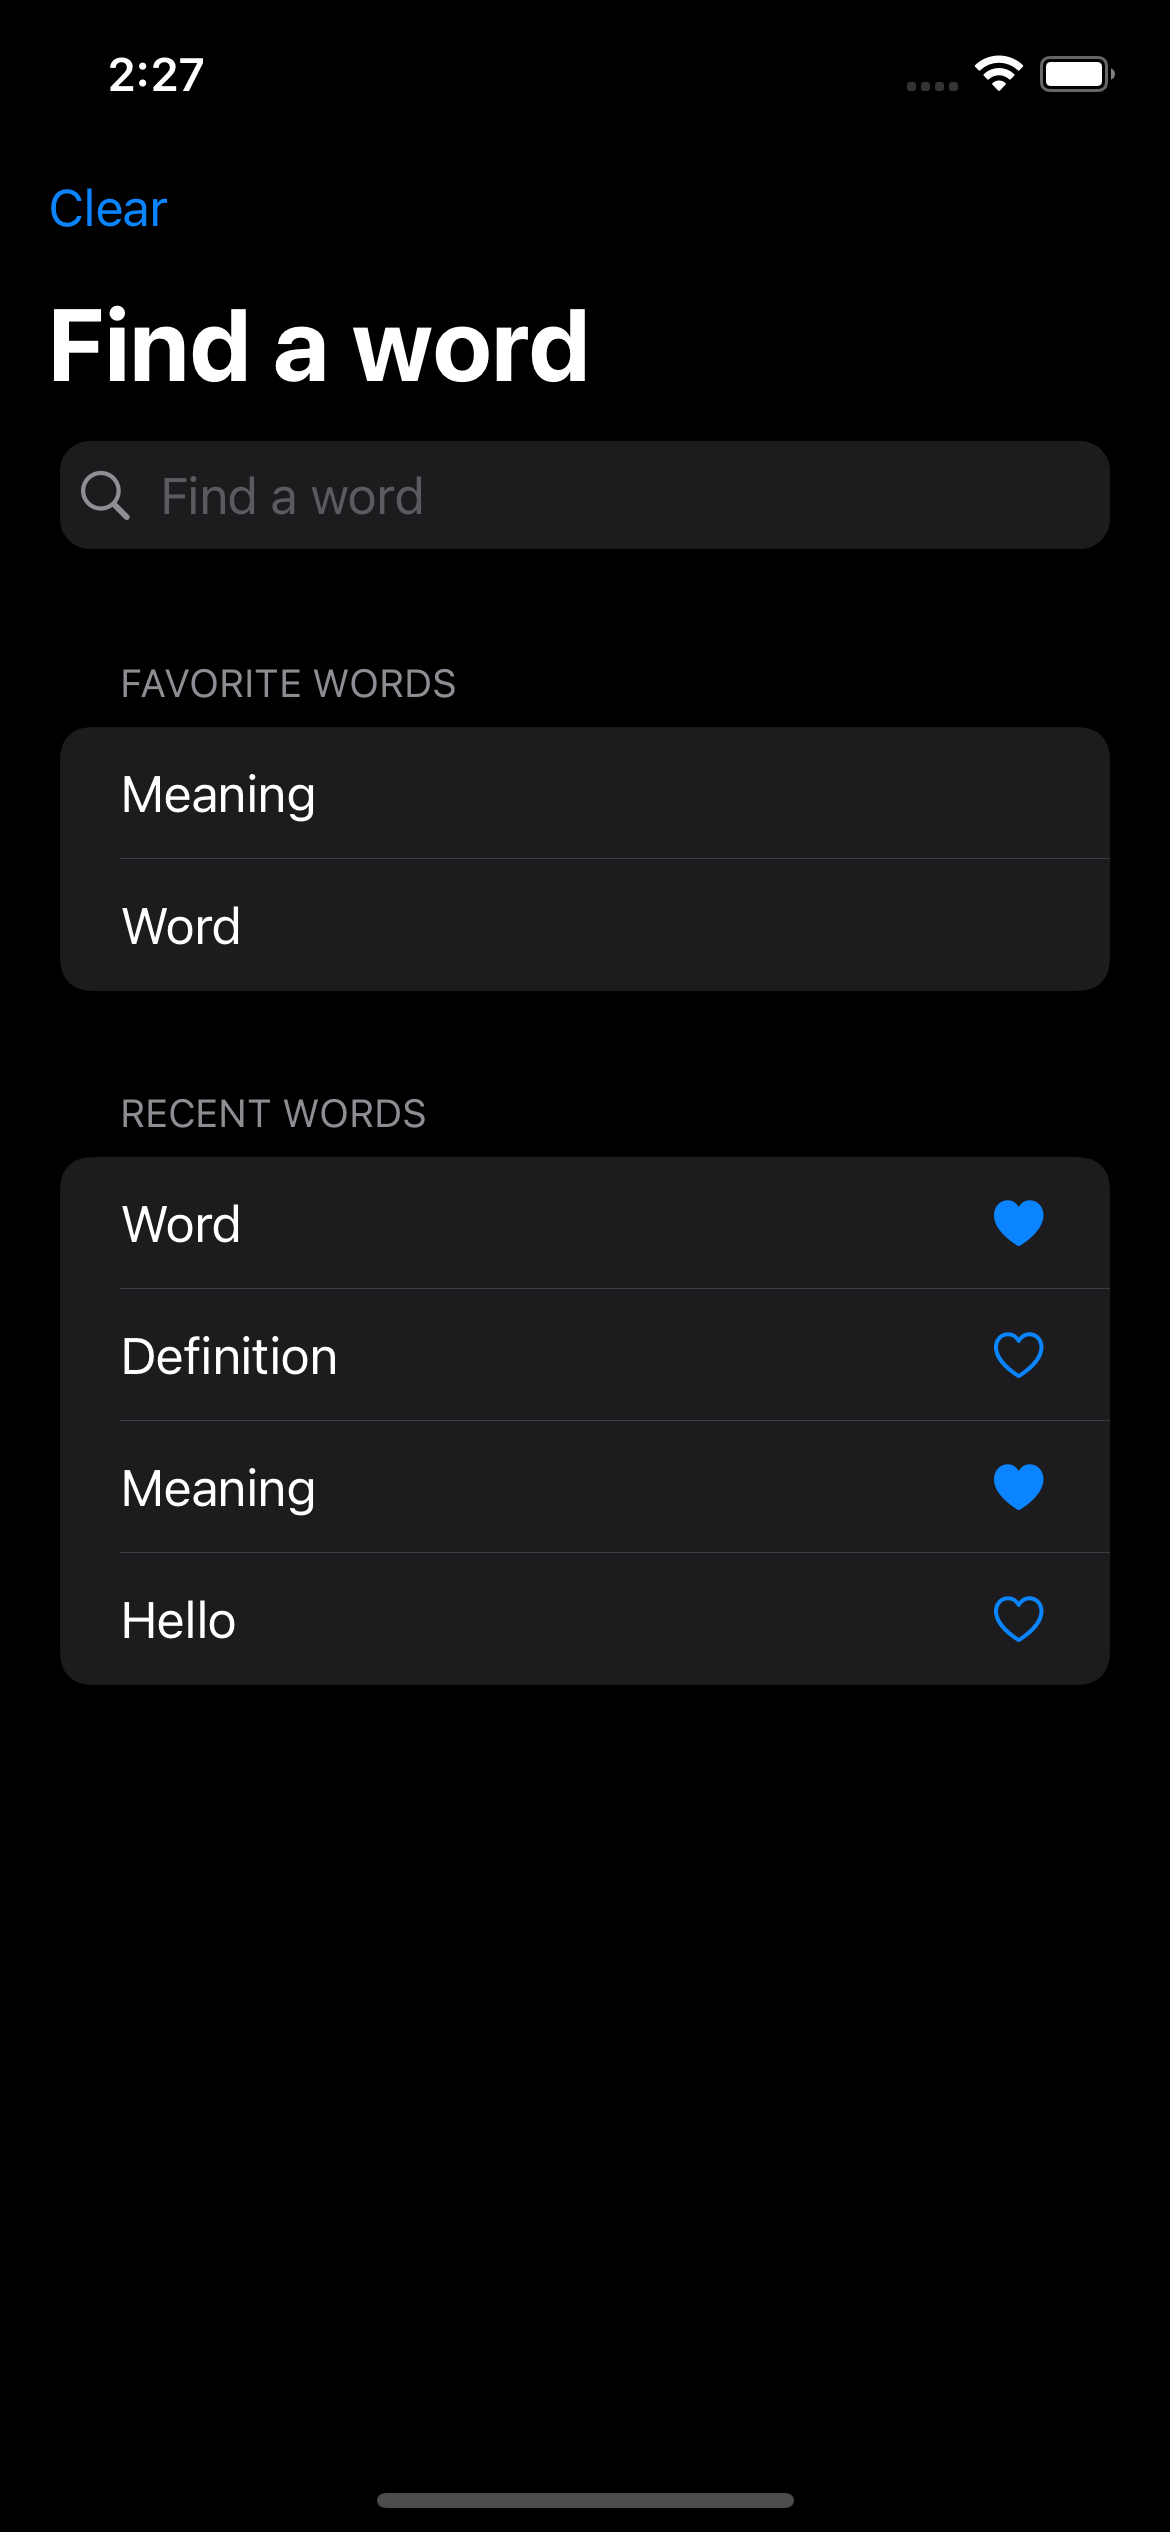 2:27
Clear
Find a word
Find a word
FAVORITE WORDS
Meaning
Word
RECENT WORDS
Word
Definition
Meaning
Hello